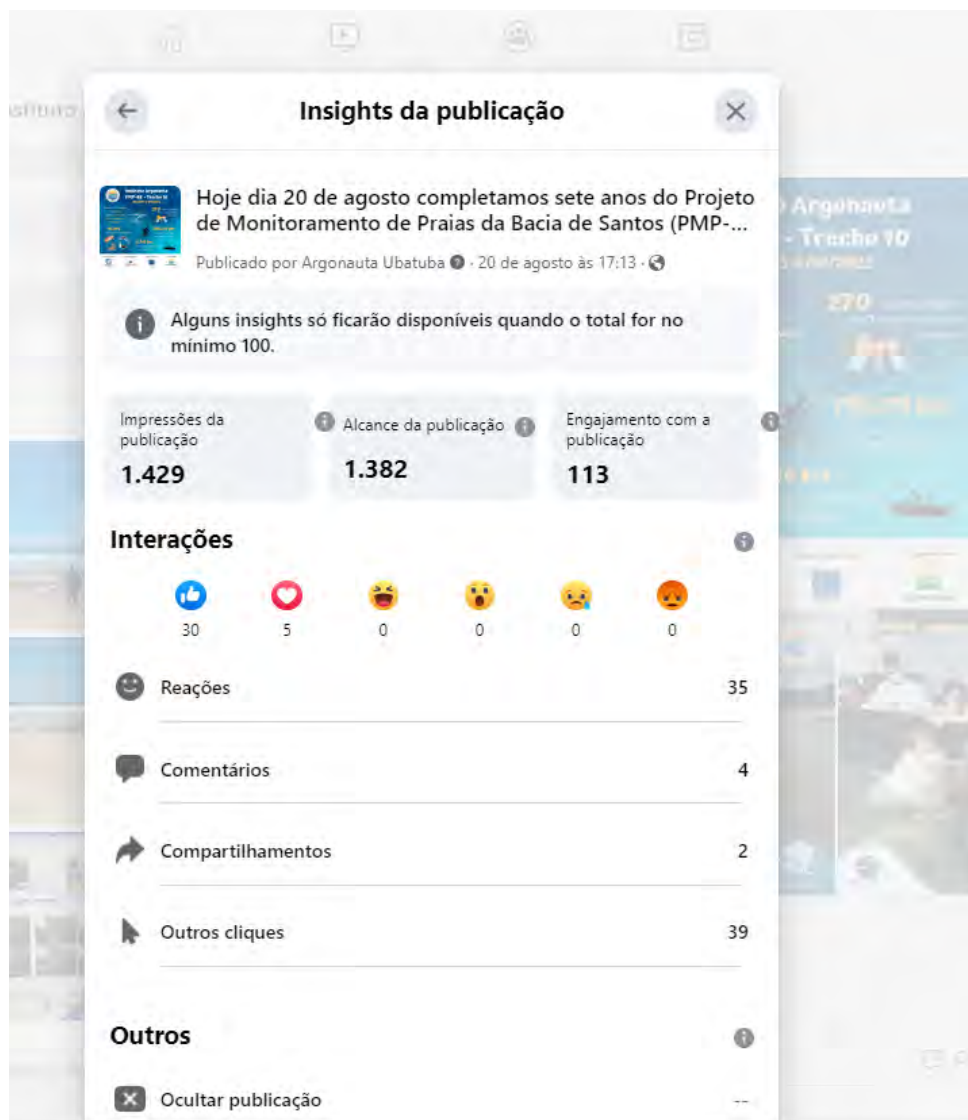 Insights da publicação
Hoje dia 20 de agosto completamos sete anos do Projeto
de Monitoramento de Praias da Bacia de Santos (PMP-...
Publicado por Argonauta Ubatuba · 20 de agosto às 17:13 ·
Alguns insights só ficarão disponíveis quando o total for no
mínimo 100.
Impressões da
publicação
1.429
Alcance da publicação
1.382
Engajamento com a
publicação
113
Interações
30 5 0 0 0 0
Reações 35
Comentários 4
Compartilhamentos 2
Outros cliques 39
Outros
Ocultar publicação --
Argonauta
- Trecho 10
270